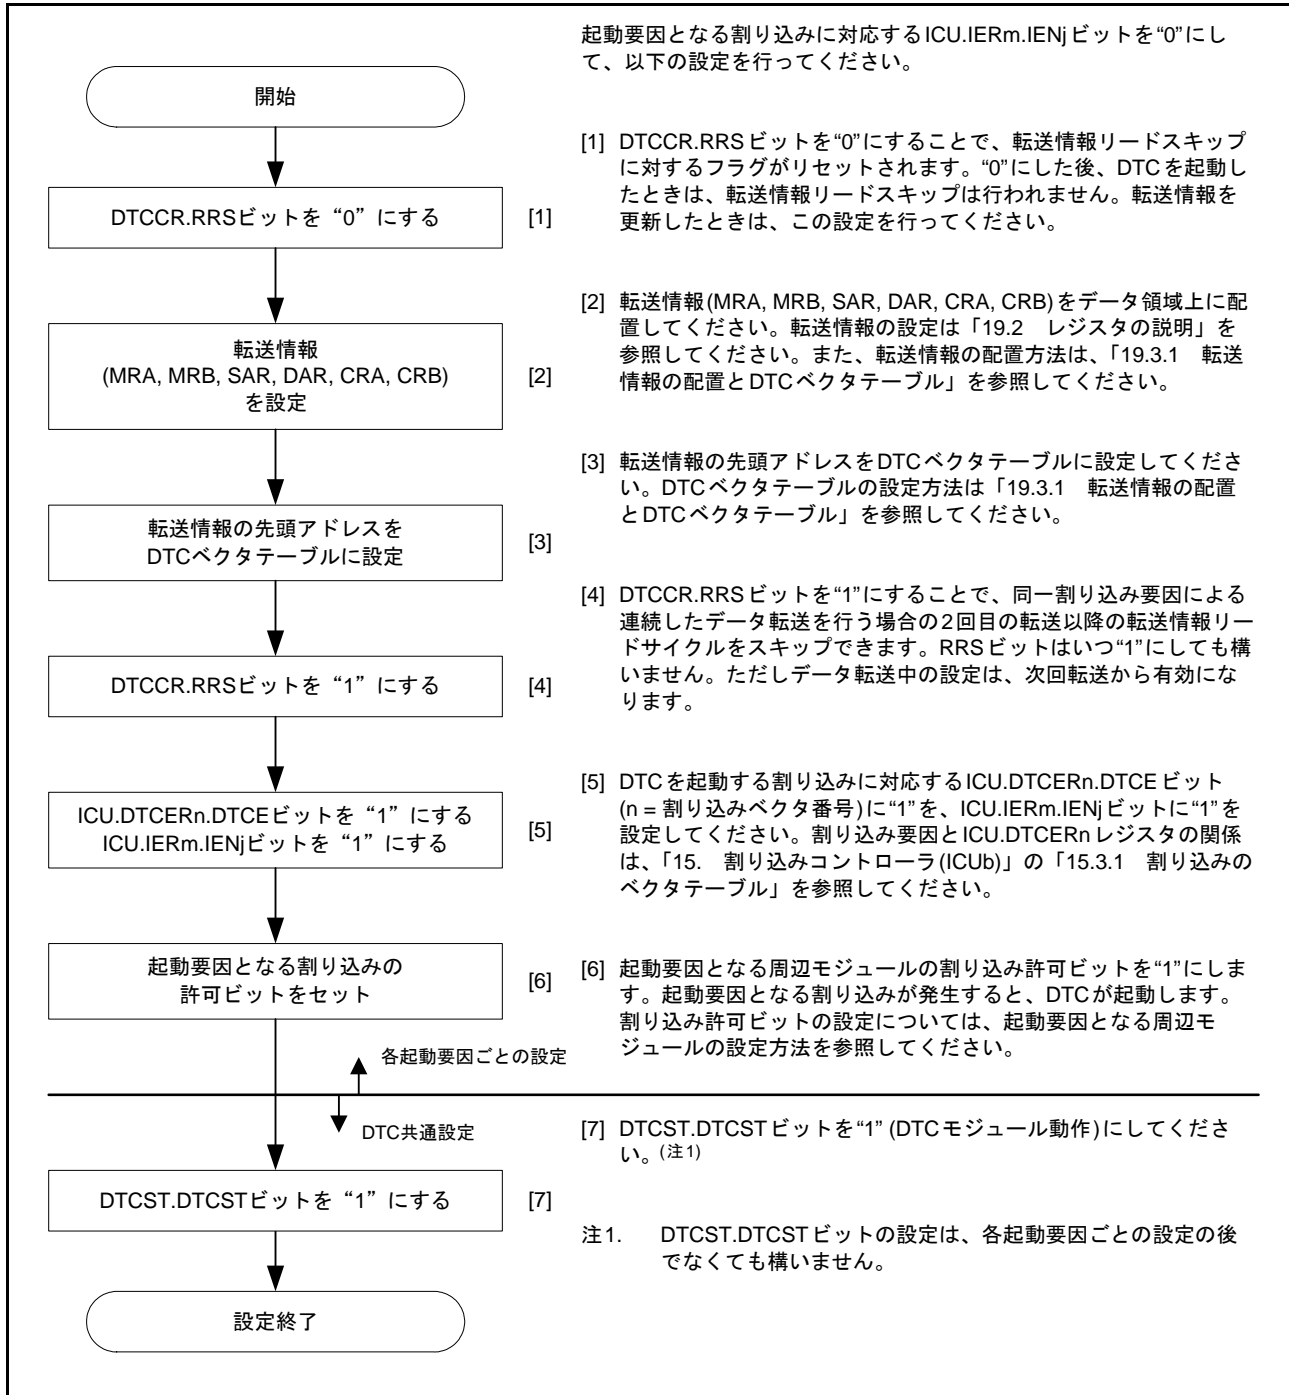 起動要因となる割り込みに対応するICU.IERm.IENjビットを“0”にし
て、以下の設定を行ってください。
開始
[1] DTCCR.RRSビットを“0”にすることで、転送情報リードスキップ
に対するフラグがリセットされます。“0”にした後、DTCを起動し
たときは、転送情報リードスキップは行われません。転送情報を
更新したときは、この設定を行ってください。
DTCCR.RRSビットを“0”にする
[1]
[2] 転送情報(MRA, MRB, SAR, DAR, CRA, CRB)をデータ領域上に配
置してください。転送情報の設定は「19.2 レジスタの説明」を
参照してください。また、転送情報の配置方法は、「19.3.1 転送
情報の配置とDTCベクタテーブル」を参照してください。
転送情報
(MRA, MRB, SAR, DAR, CRA, CRB)
を設定
[2]
[3] 転送情報の先頭アドレスをDTCベクタテーブルに設定してくださ
い。DTCベクタテーブルの設定方法は「19.3.1 転送情報の配置
とDTCベクタテーブル」を参照してください。
転送情報の先頭アドレスを
DTCベクタテーブルに設定
[3]
[4] DTCCR.RRSビットを“1”にすることで、同一割り込み要因による
連続したデータ転送を行う場合の2回目の転送以降の転送情報リー
ドサイクルをスキップできます。RRSビットはいつ“1”にしても構
いません。ただしデータ転送中の設定は、次回転送から有効にな
ります。
DTCCR.RRSビットを“1”にする
[4]
[5] DTCを起動する割り込みに対応するICU.DTCERn.DTCEビット
(n = 割り込みベクタ番号)に“1”を、ICU.IERm.IENjビットに“1”を
設定してください。割り込み要因とICU.DTCERnレジスタの関係
は、「15. 割り込みコントローラ(ICUb)」の「15.3.1 割り込みの
ベクタテーブル」を参照してください。
ICU.DTCERn.DTCEビットを“1”にする
ICU.IERm.IENjビットを“1”にする
[5]
起動要因となる割り込みの
許可ビットをセット
[6]
[6] 起動要因となる周辺モジュールの割り込み許可ビットを“1”にしま
す。起動要因となる割り込みが発生すると、DTCが起動します。
割り込み許可ビットの設定については、起動要因となる周辺モ
ジュールの設定方法を参照してください。
各起動要因ごとの設定
DTC共通設定
[7] DTCST.DTCSTビットを“1” (DTCモジュール動作)にしてくださ
い。(注1)
DTCST.DTCSTビットを“1”にする
[7]
注1. DTCST.DTCSTビットの設定は、各起動要因ごとの設定の後
でなくても構いません。
設定終了